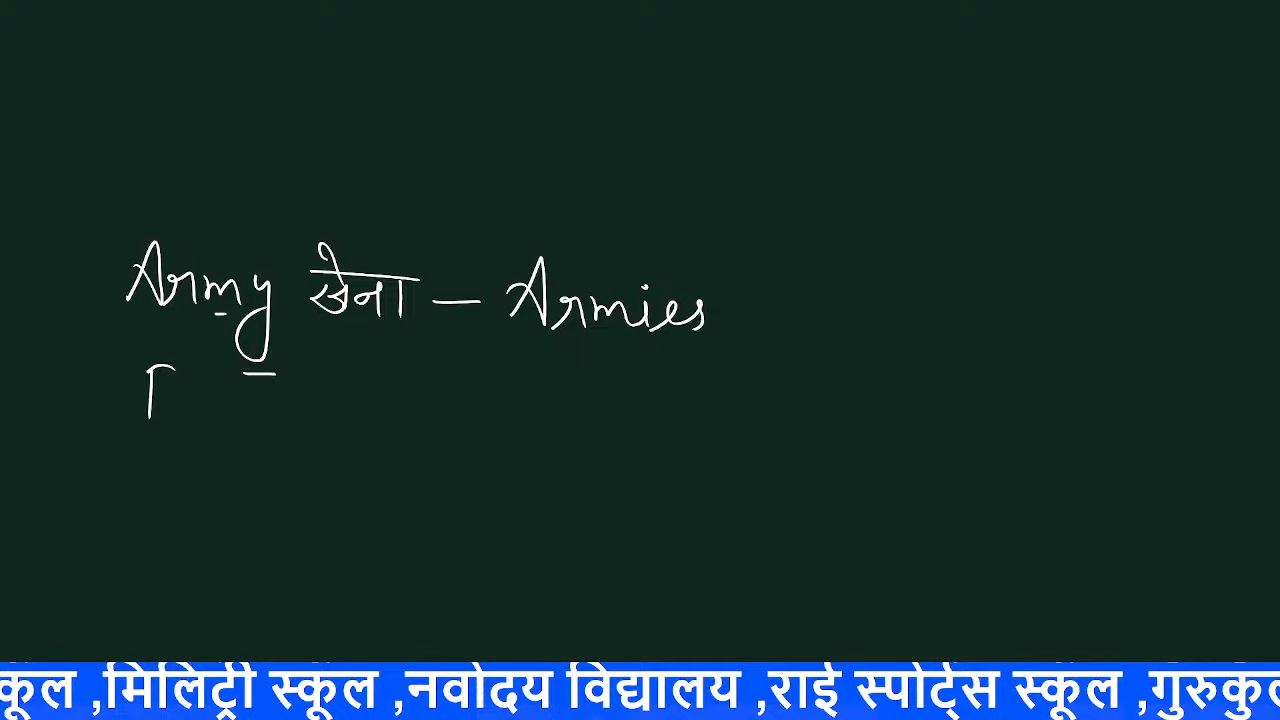 Army सेना - Armies
कूल ,मिलिट्री स्कूल ,नवोदय विद्यालय ,राई स्पोर्ट्स स्कूल ,गुरुकुल